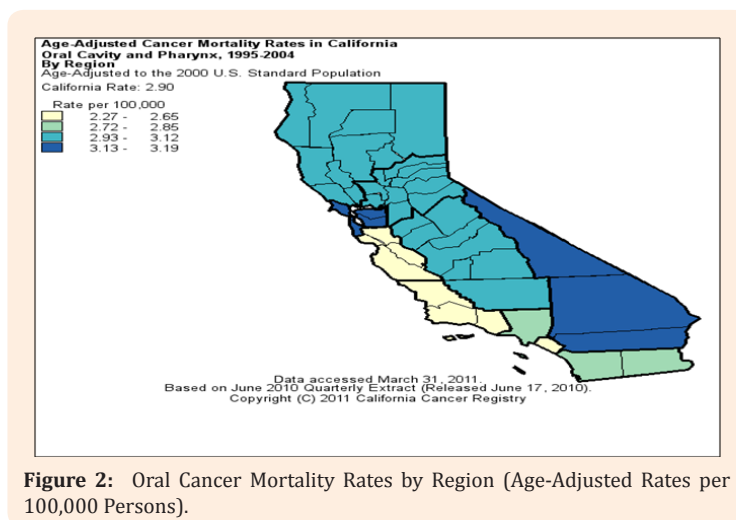 Age-Adjusted Cancer Mortality Rates in California
Oral Cavity and Pharynx, 1995-2004
By Region
Age-Adjusted to the 2000 U.S. Standard Population
California Rate: 2.90
Rate per 100,000
2.27 - 2.65
2.72 - 2.85
2.93 - 3.12
3.13 - 3.19
Data accessed March 31, 2011.
Based on June 2010 Quarterly Extract (Released June 17, 2010).
Copyright (C) 2011 California Cancer Registry
Figure 2: Oral Cancer Mortality Rates by Region (Age-Adjusted Rates per
100,000 Persons).